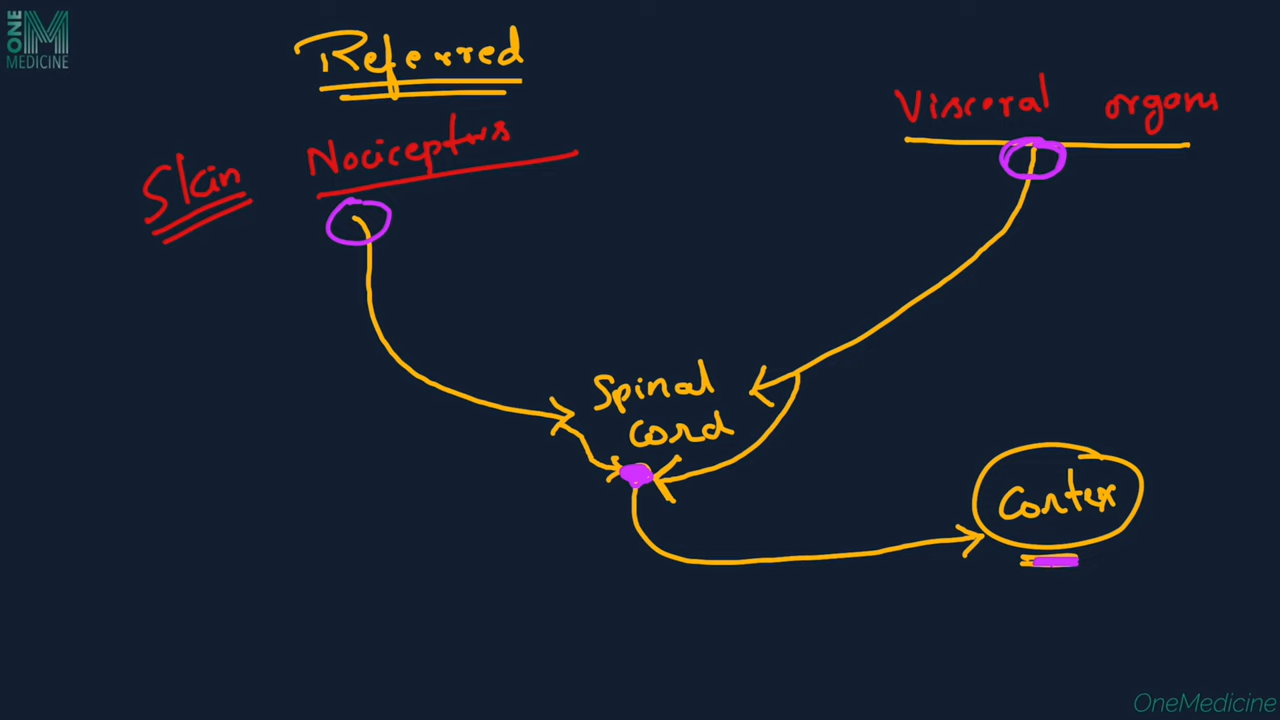 ONE
MEDICINE
Referred
Visceral organs
Skin Nociceptors
Spinal
cord
Cortex
OneMedicine